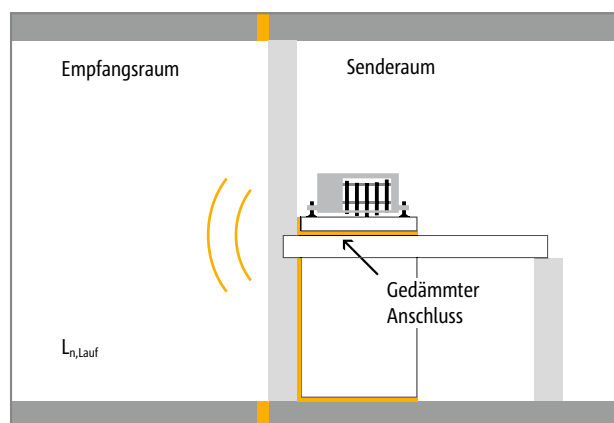 Empfangsraum
Senderaum
Gedämmter
Anschluss
Ln,Lauf